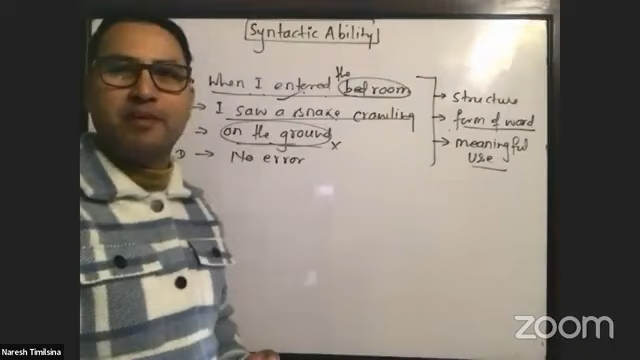 Syntactic Ability
When I entered the bedroom
→ I saw a snake crawling
→ on the ground x
D → No error
→ structure
→ form of word
→ meaningful
use
zoom
Naresh Timilsina